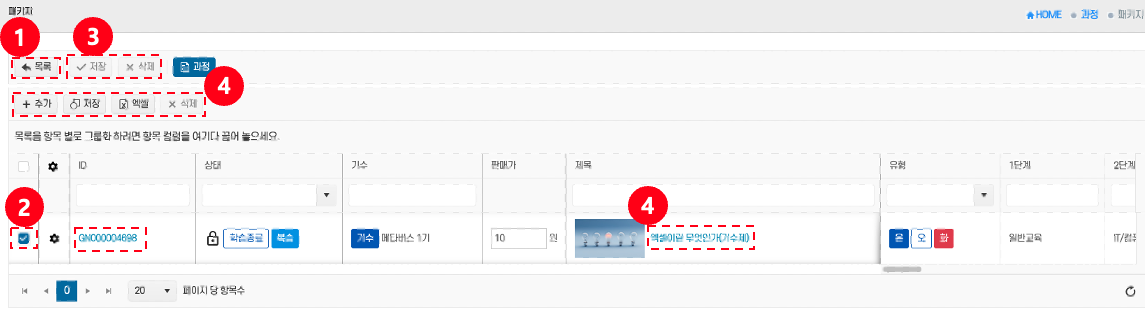 패키지
HOME 과정 패키지
1 3
목록 저장 삭제 과정
4
추가 저장 엑셀 삭제
목록을 항목 별로 그룹화 하려면 항목 컬럼을 여기다 끌어 놓으세요.
ID 상태 기수 판매가 제목 유형 1단계 2단계
2 4
GN000004698 학습종료 복습 기수 메타버스 1기 10 원 엑셀이란 무엇인가(기수제) 온 오 화 일반교육 IT/컴퓨
0 20 페이지 당 항목수